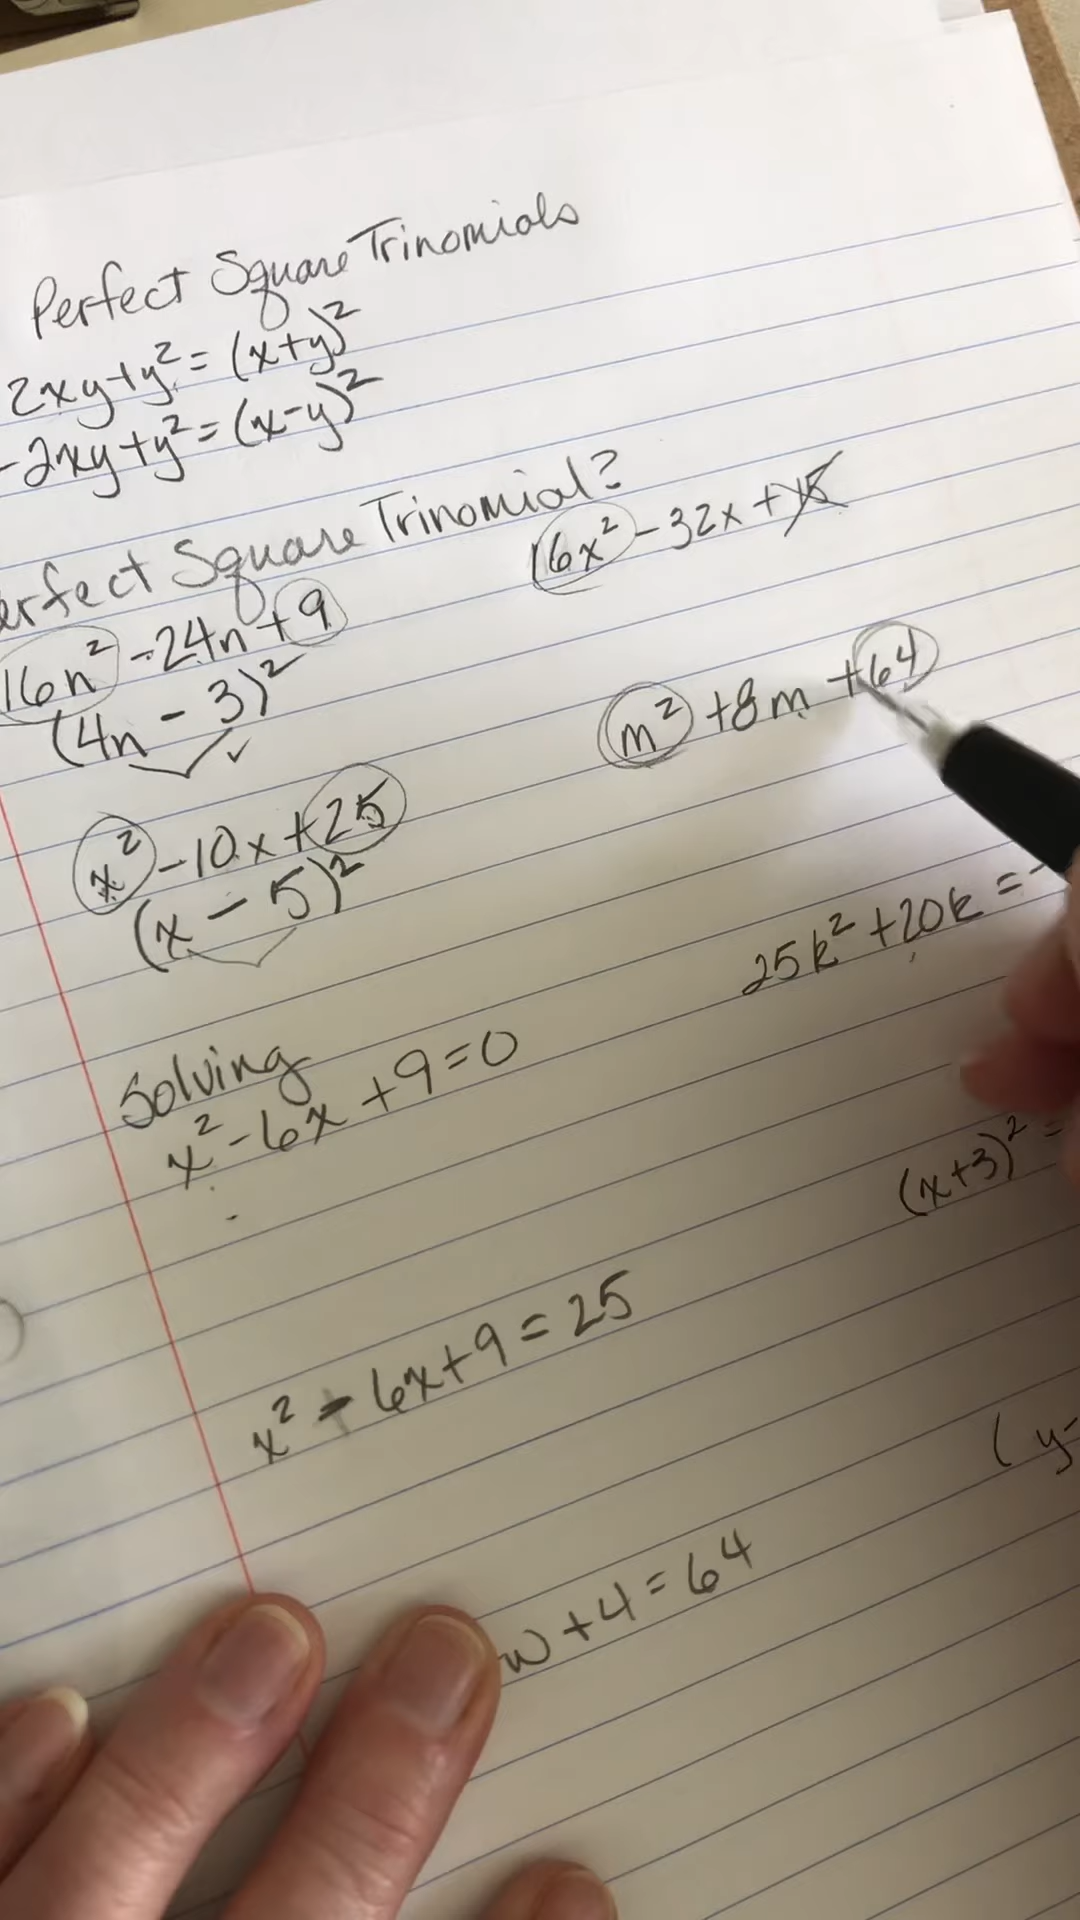 Perfect Square Trinomials
2xy+y²= (x+y)²
-2xy+y²= (x-y)²
erfect Square Trinomial?
16x² - 32x + 15
16n² - 24n + 9
(4n - 3)² ✓
m² + 8m + 64
x² - 10x + 25
(x - 5)²
25k² + 20k = -
Solving
x² - 6x + 9 = 0
(x+3)² =
x² - 6x + 9 = 25
(y-
w + 4 = 64